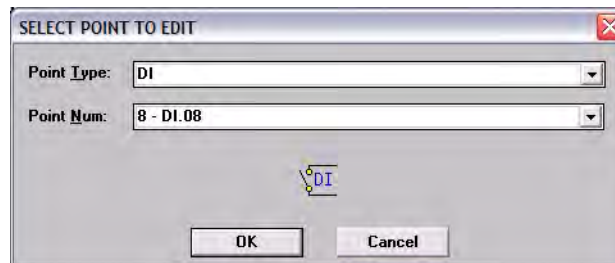 SELECT POINT TO EDIT
Point Type: DI
Point Num: 8 - DI.08
DI
OK Cancel